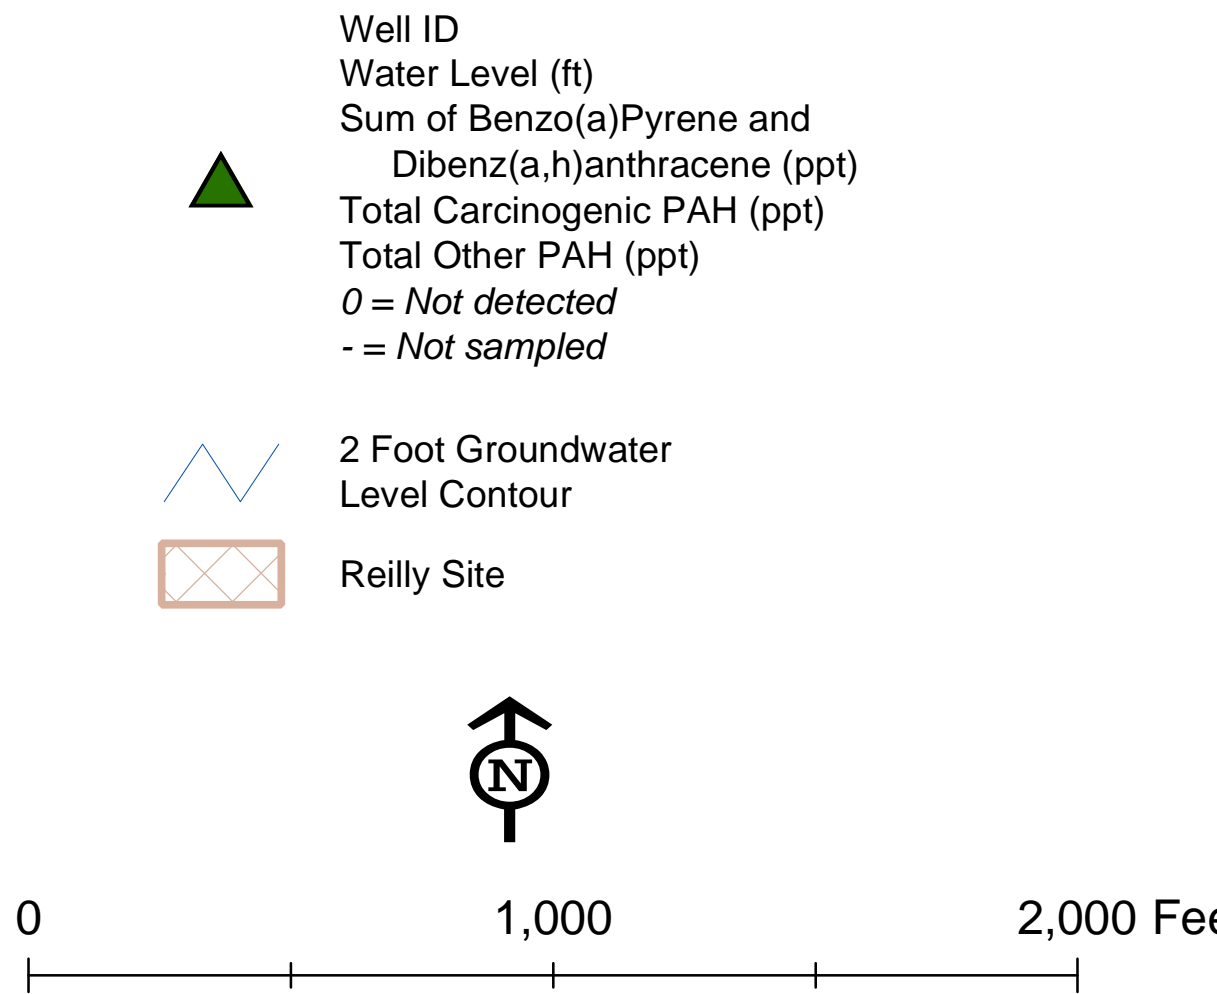 Well ID
Water Level (ft)
Sum of Benzo(a)Pyrene and
Dibenz(a,h)anthracene (ppt)
Total Carcinogenic PAH (ppt)
Total Other PAH (ppt)
0 = Not detected
- = Not sampled
2 Foot Groundwater
Level Contour
Reilly Site
N
0 1,000 2,000 Fee